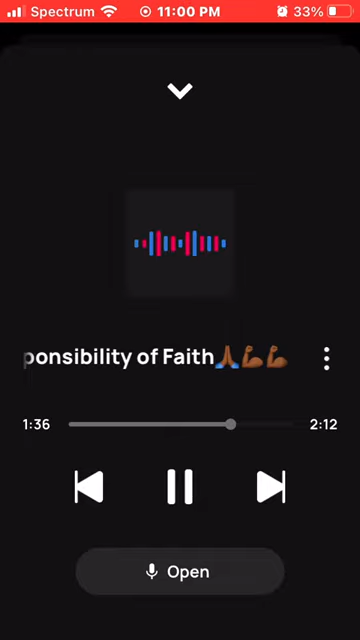 Spectrum 11:00 PM 33%
ponsibility of Faith🙏🏾💪🏾💪🏾
1:36 2:12
Open